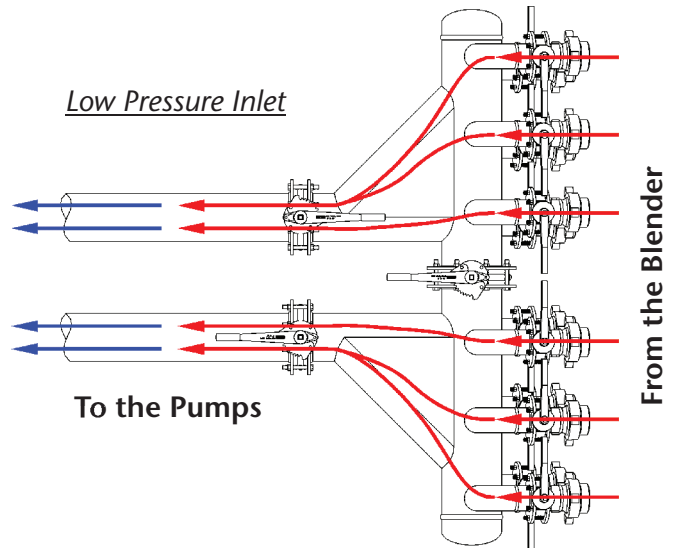 Low Pressure Inlet
From the Blender
To the Pumps